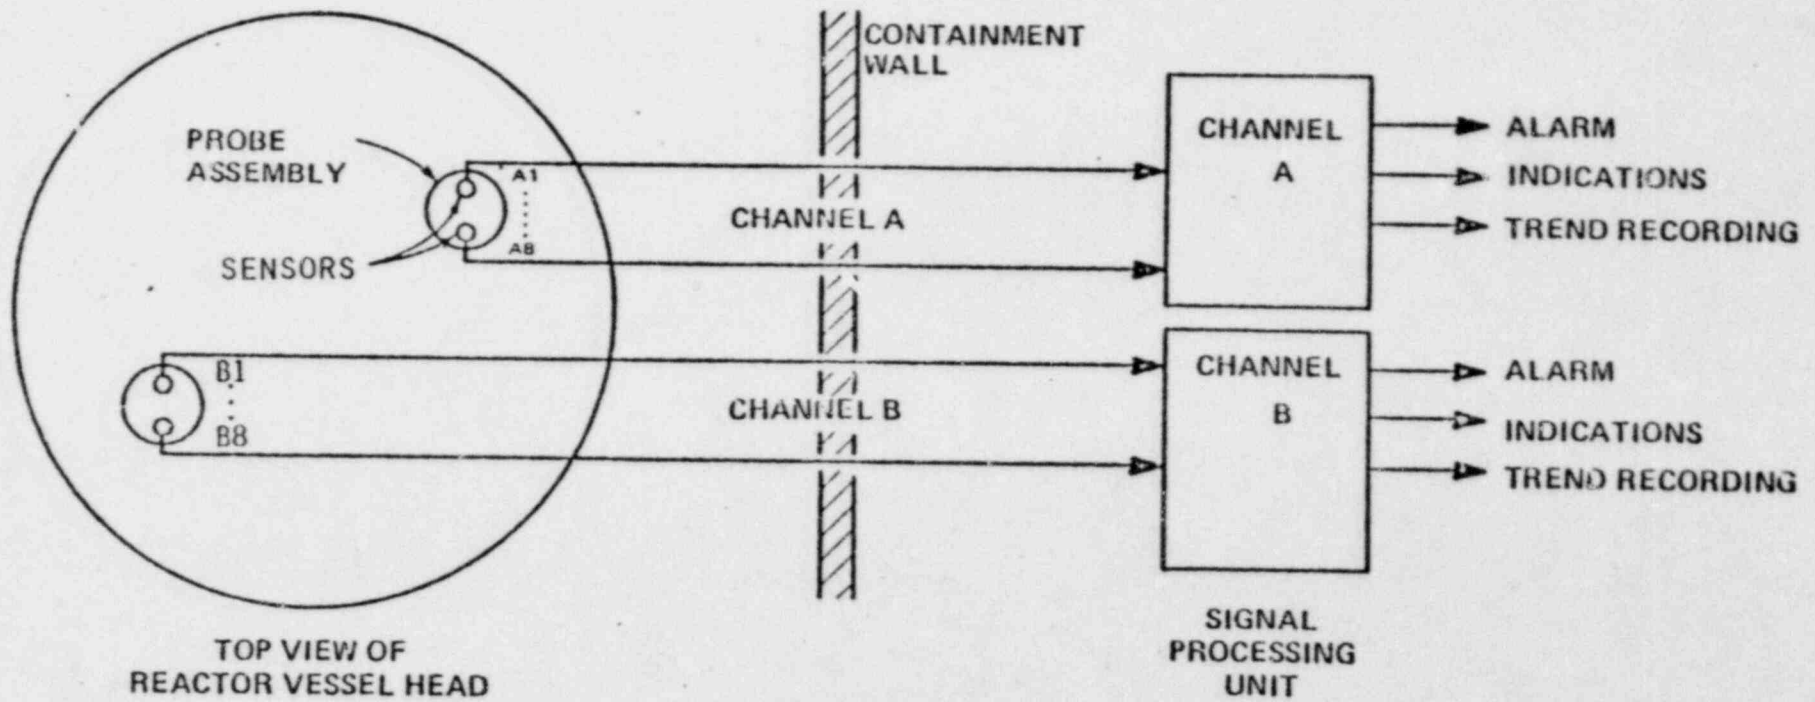 CONTAINMENT
WALL
PROBE
ASSEMBLY
SENSORS
A1
A8
CHANNEL A
CHANNEL
A
ALARM
INDICATIONS
TREND RECORDING
B1
B8
CHANNEL B
CHANNEL
B
ALARM
INDICATIONS
TREND RECORDING
TOP VIEW OF
REACTOR VESSEL HEAD
SIGNAL
PROCESSING
UNIT